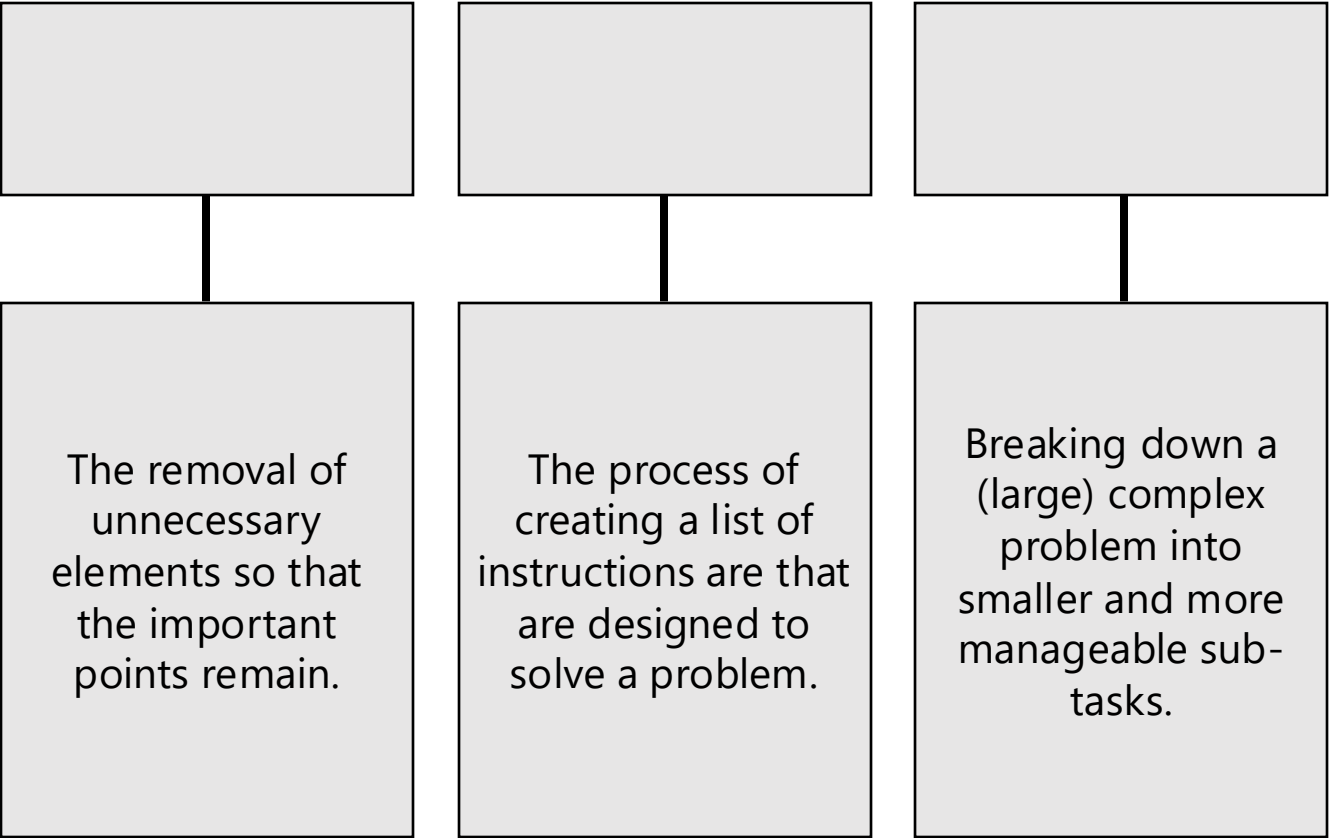 The removal of
unnecessary
elements so that
the important
points remain.
The process of
creating a list of
instructions are that
are designed to
solve a problem.
Breaking down a
(large) complex
problem into
smaller and more
manageable sub-
tasks.